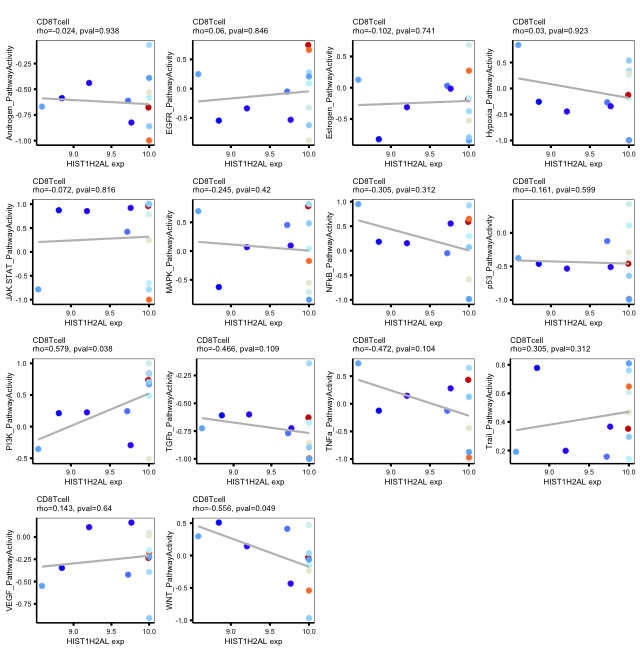 CD8Tcell
rho=-0.024, pval=0.938
Androgen_PathwayActivity
-0.25
-0.50
-0.75
-1.00
9.0
9.5
10.0
HIST1H2AL exp
CD8Tcell
rho=0.06, pval=0.846
EGFR_PathwayActivity
0.5
0.0
-0.5
9.0
9.5
10.0
HIST1H2AL exp
CD8Tcell
rho=-0.102, pval=0.741
Estrogen_PathwayActivity
0.5
0.0
-0.5
9.0
9.5
10.0
HIST1H2AL exp
CD8Tcell
rho=0.03, pval=0.923
Hypoxia_PathwayActivity
0.5
0.0
-0.5
-1.0
9.0
9.5
10.0
HIST1H2AL exp
CD8Tcell
rho=-0.072, pval=0.816
JAK-STAT_PathwayActivity
1.0
0.5
0.0
-0.5
-1.0
9.0
9.5
10.0
HIST1H2AL exp
CD8Tcell
rho=-0.245, pval=0.42
MAPK_PathwayActivity
0.5
0.0
-0.5
9.0
9.5
10.0
HIST1H2AL exp
CD8Tcell
rho=-0.305, pval=0.312
NFkB_PathwayActivity
1.0
0.5
0.0
-0.5
-1.0
9.0
9.5
10.0
HIST1H2AL exp
CD8Tcell
rho=-0.161, pval=0.599
p53_PathwayActivity
0.5
0.0
-0.5
-1.0
9.0
9.5
10.0
HIST1H2AL exp
CD8Tcell
rho=0.579, pval=0.038
PI3K_PathwayActivity
1.0
0.5
0.0
-0.5
9.0
9.5
10.0
HIST1H2AL exp
CD8Tcell
rho=-0.466, pval=0.109
TGFb_PathwayActivity
-0.25
-0.50
-0.75
-1.00
9.0
9.5
10.0
HIST1H2AL exp
CD8Tcell
rho=-0.472, pval=0.104
TNFa_PathwayActivity
0.5
0.0
-0.5
-1.0
9.0
9.5
10.0
HIST1H2AL exp
CD8Tcell
rho=0.305, pval=0.312
Trail_PathwayActivity
0.8
0.6
0.4
0.2
9.0
9.5
10.0
HIST1H2AL exp
CD8Tcell
rho=0.143, pval=0.64
VEGF_PathwayActivity
0.00
-0.25
-0.50
-0.75
9.0
9.5
10.0
HIST1H2AL exp
CD8Tcell
rho=-0.556, pval=0.049
WNT_PathwayActivity
0.5
0.0
-0.5
-1.0
9.0
9.5
10.0
HIST1H2AL exp